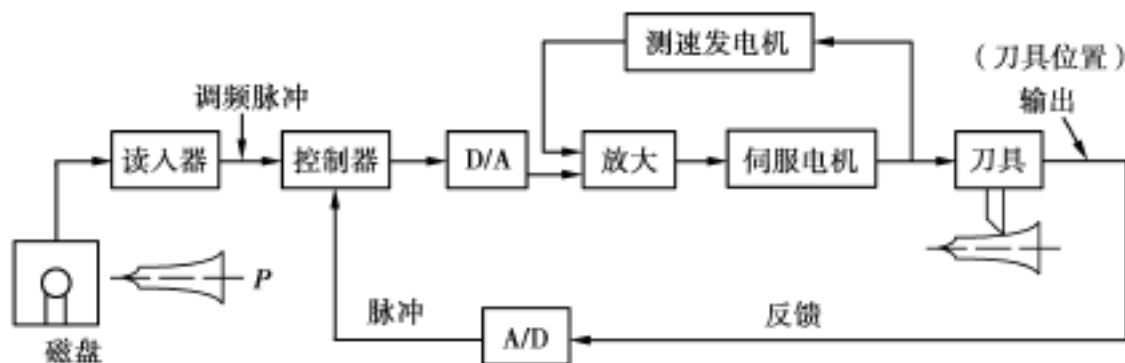 测速发电机
（刀具位置）
输出
调频脉冲
读入器
控制器
D/A
放大
伺服电机
刀具
P
磁盘
脉冲
A/D
反馈